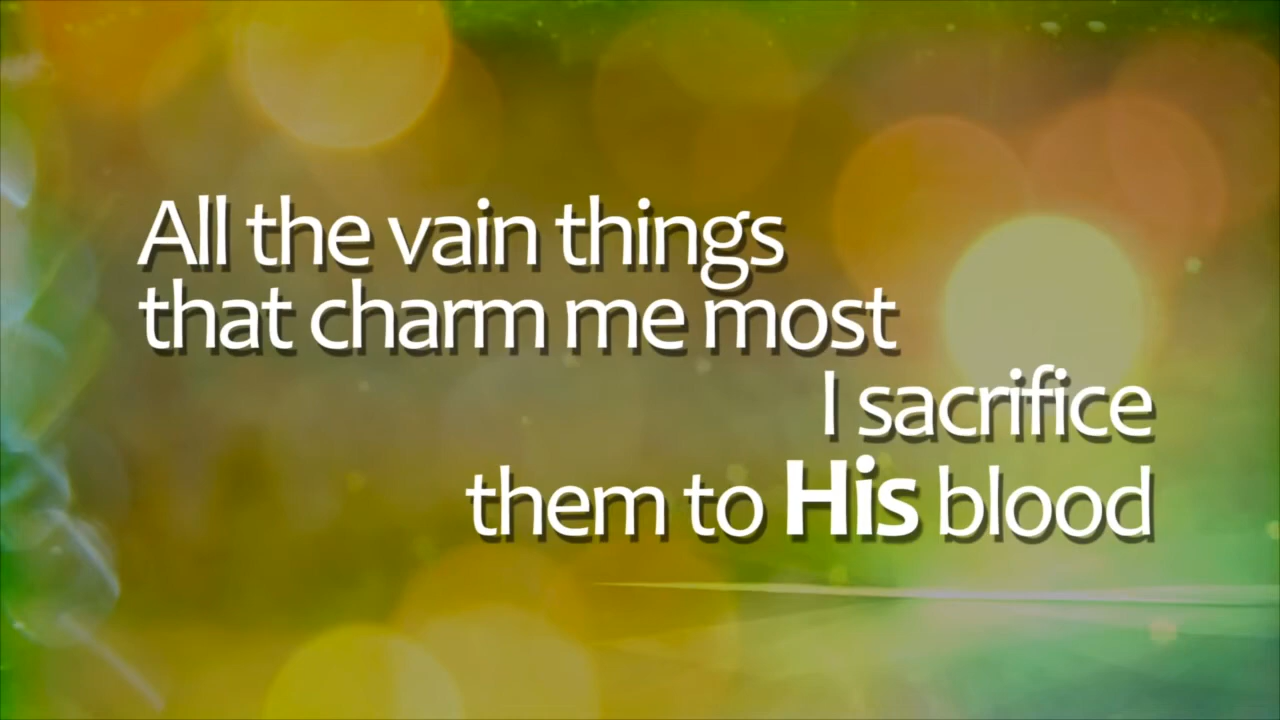 All the vain things
that charm me most
I sacrifice
them to His blood